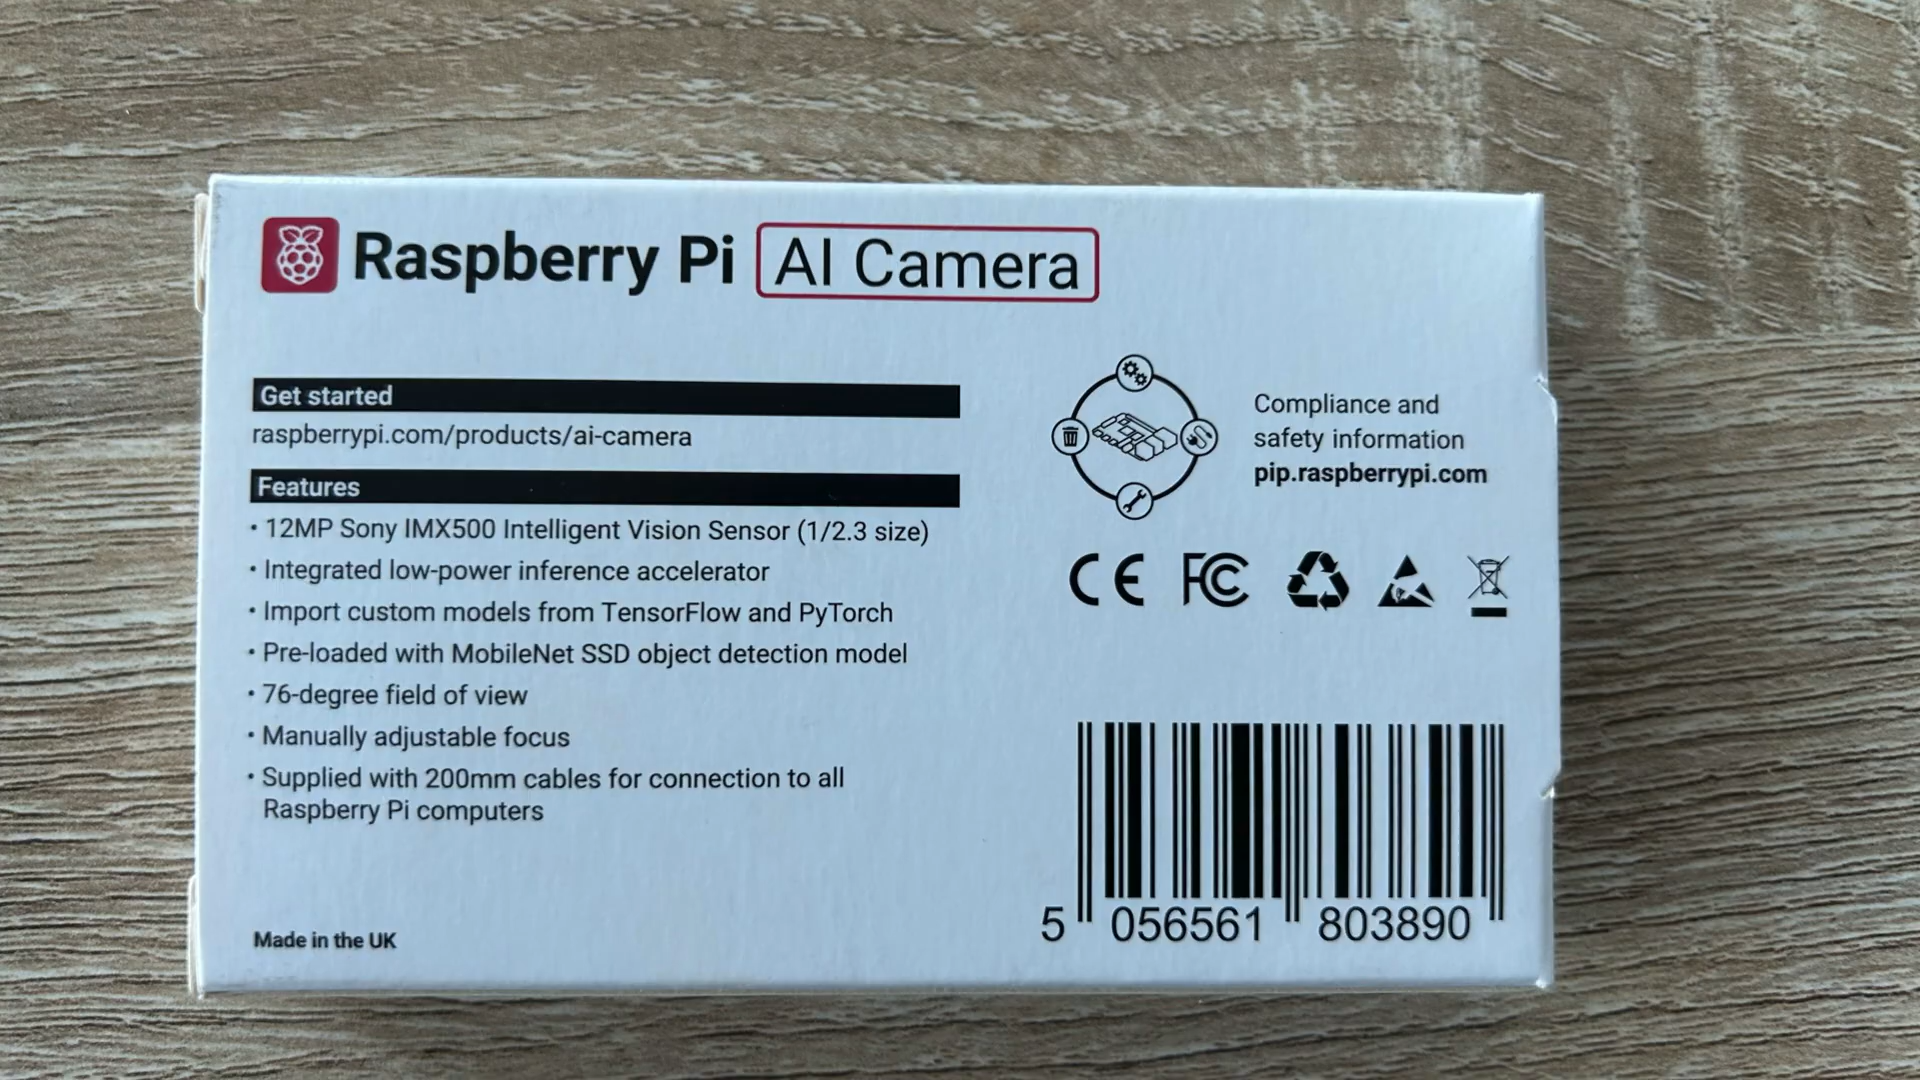 Raspberry Pi AI Camera
Get started
raspberrypi.com/products/ai-camera
Features
• 12MP Sony IMX500 Intelligent Vision Sensor (1/2.3 size)
• Integrated low-power inference accelerator
• Import custom models from TensorFlow and PyTorch
• Pre-loaded with MobileNet SSD object detection model
• 76-degree field of view
• Manually adjustable focus
• Supplied with 200mm cables for connection to all
Raspberry Pi computers
Made in the UK
Compliance and
safety information
pip.raspberrypi.com
CE FC
5 056561 803890